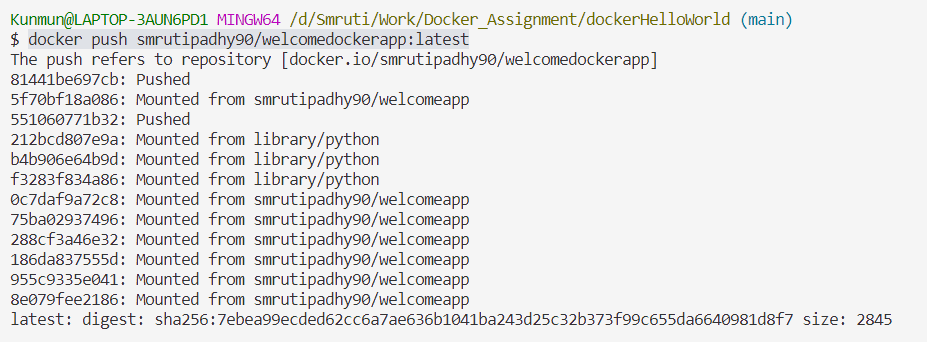 Kunmun@LAPTOP-3AUN6PD1 MINGW64 /d/Smruti/Work/Docker_Assignment/dockerHelloWorld (main)
$ docker push smrutipadhy90/welcomedockerapp:latest
The push refers to repository [docker.io/smrutipadhy90/welcomedockerapp]
81441be697cb: Pushed
5f70bf18a086: Mounted from smrutipadhy90/welcomeapp
551060771b32: Pushed
212bcd807e9a: Mounted from library/python
b4b906e64b9d: Mounted from library/python
f3283f834a86: Mounted from library/python
0c7daf9a72c8: Mounted from smrutipadhy90/welcomeapp
75ba02937496: Mounted from smrutipadhy90/welcomeapp
288cf3a46e32: Mounted from smrutipadhy90/welcomeapp
186da837555d: Mounted from smrutipadhy90/welcomeapp
955c9335e041: Mounted from smrutipadhy90/welcomeapp
8e079fee2186: Mounted from smrutipadhy90/welcomeapp
latest: digest: sha256:7ebea99ecded62cc6a7ae636b1041ba243d25c32b373f99c655da6640981d8f7 size: 2845